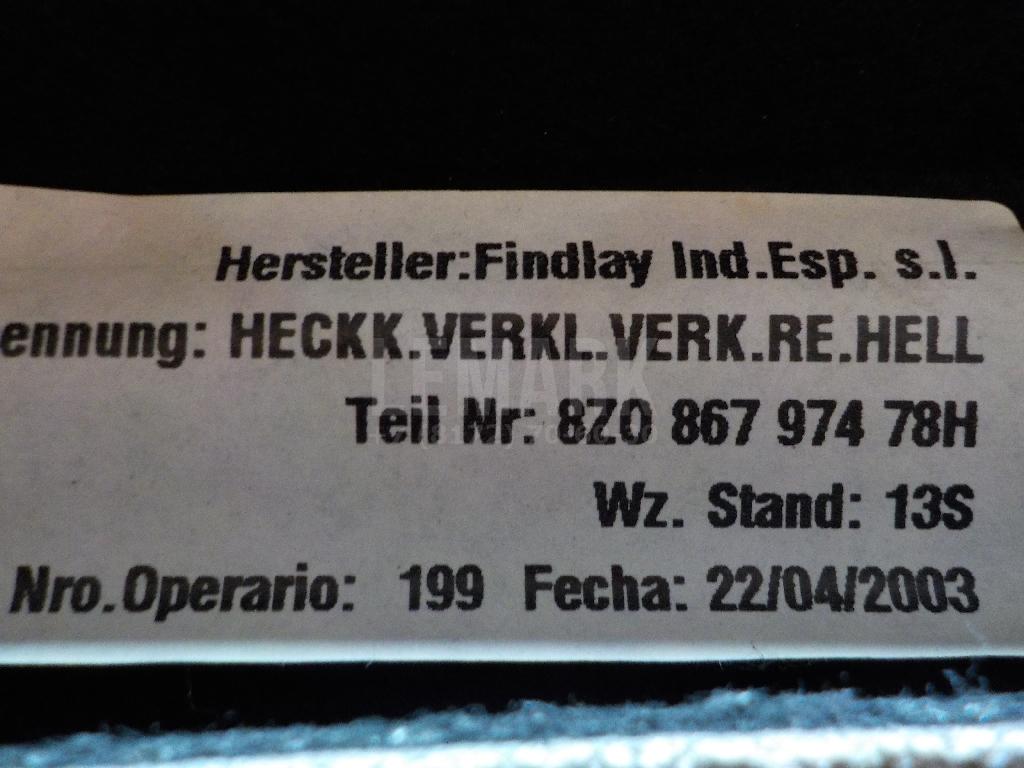 Hersteller:Findlay Ind.Esp. s.l.
ennung: HECKK.VERKL.VERK.RE.HELL
LEMARK
Teil Nr: 8Z0 867 974 78H
Wz. Stand: 13S
Nro.Operario: 199 Fecha: 22/04/2003